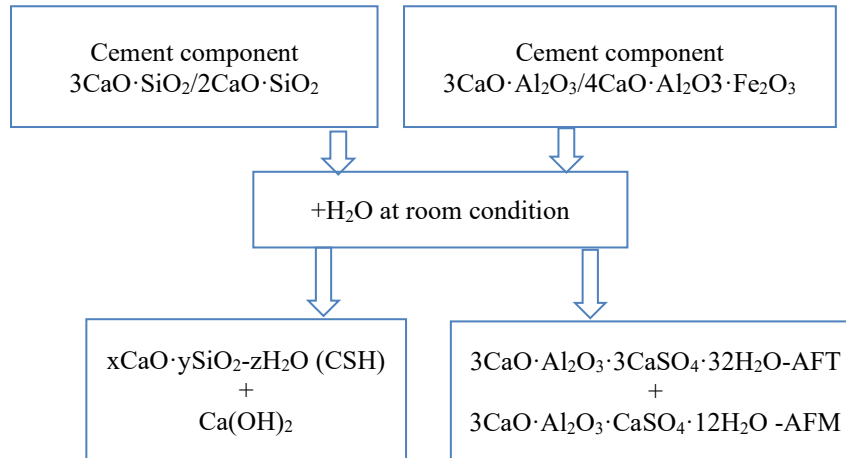 Cement component
3CaO·SiO₂/2CaO·SiO₂
Cement component
3CaO·Al₂O₃/4CaO·Al₂O3·Fe₂O₃
+H₂O at room condition
xCaO·ySiO₂-zH₂O (CSH)
+
Ca(OH)₂
3CaO·Al₂O₃·3CaSO₄·32H₂O-AFT
+
3CaO·Al₂O₃·CaSO₄·12H₂O -AFM